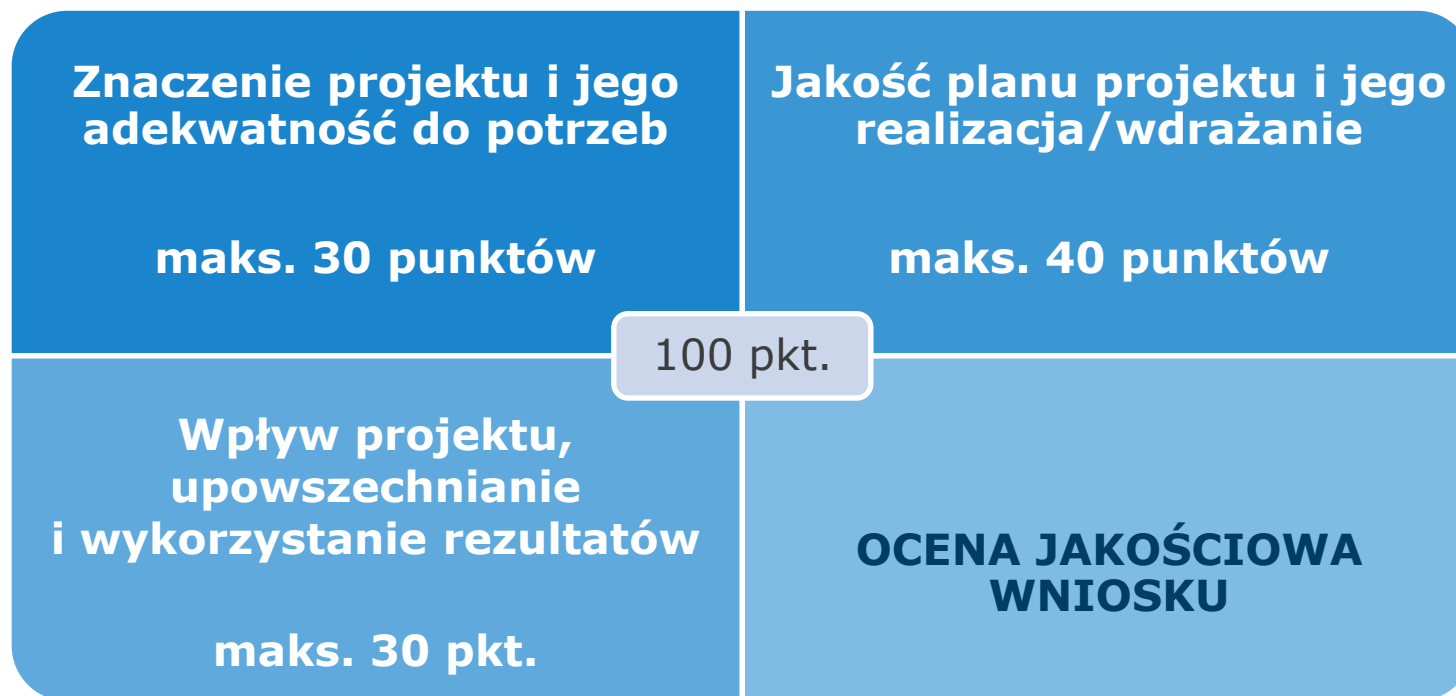 Znaczenie projektu i jego
adekwatność do potrzeb
maks. 30 punktów
Jakość planu projektu i jego
realizacja/wdrażanie
maks. 40 punktów
100 pkt.
Wpływ projektu,
upowszechnianie
i wykorzystanie rezultatów
maks. 30 pkt.
OCENA JAKOŚCIOWA
WNIOSKU